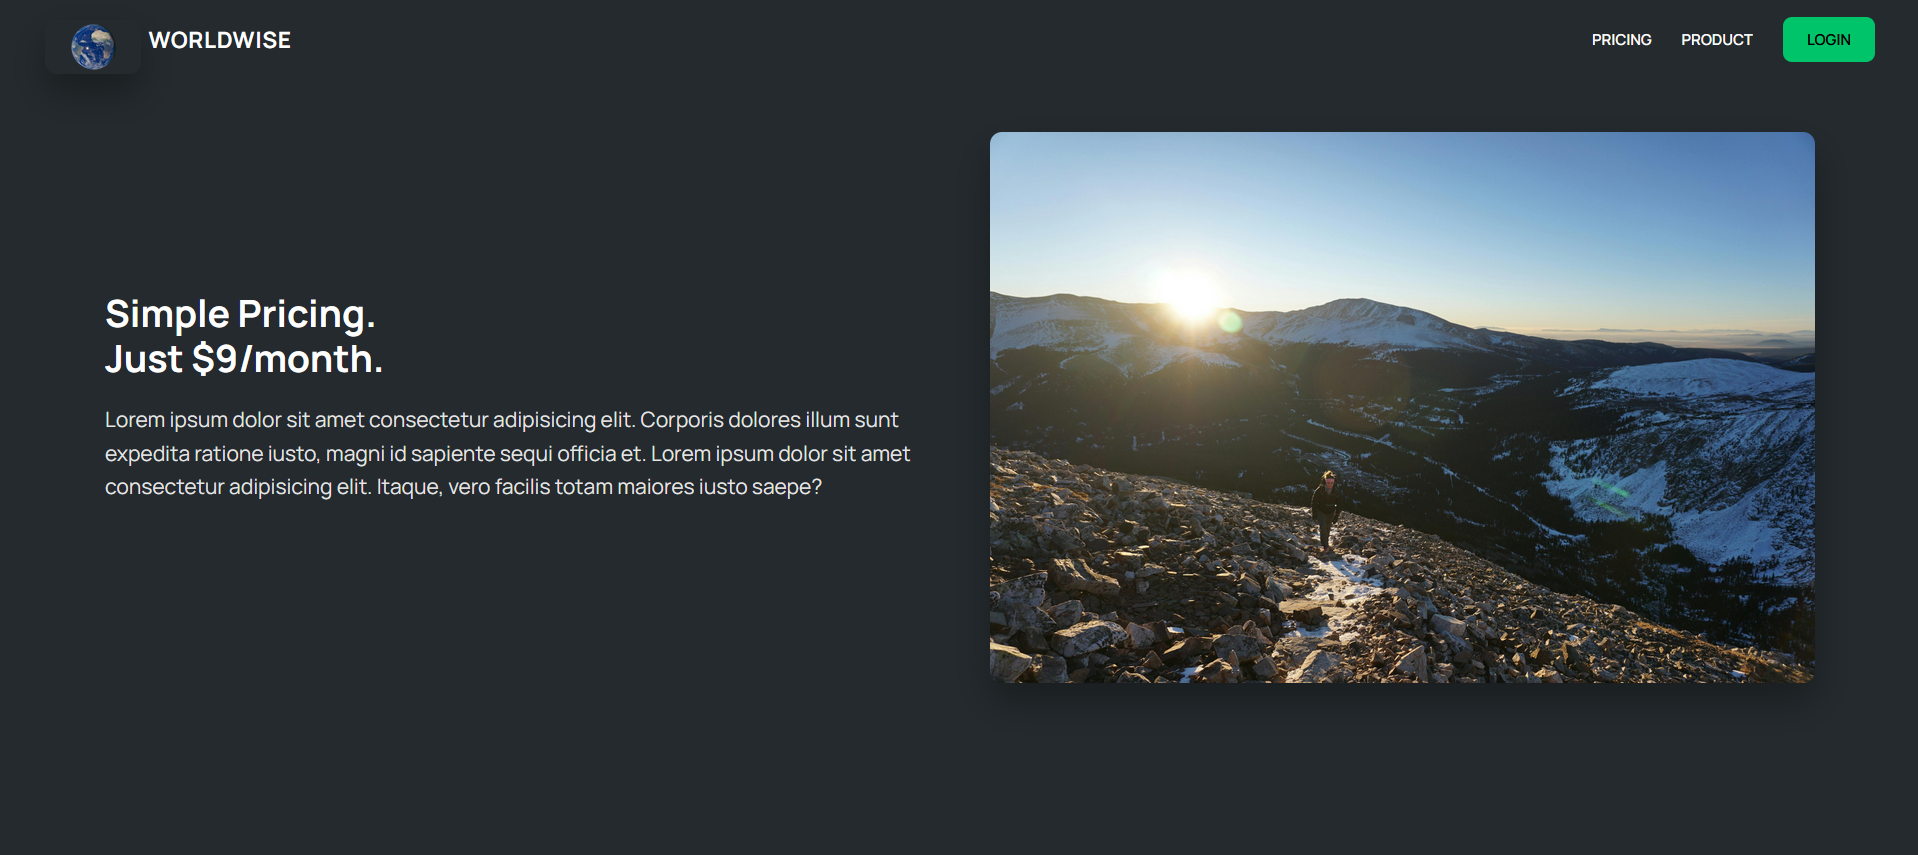 WORLDWISE
PRICING
PRODUCT
LOGIN
Simple Pricing.
Just $9/month.
Lorem ipsum dolor sit amet consectetur adipisicing elit. Corporis dolores illum sunt
expedita ratione iusto, magni id sapiente sequi officia et. Lorem ipsum dolor sit amet
consectetur adipisicing elit. Itaque, vero facilis totam maiores iusto saepe?